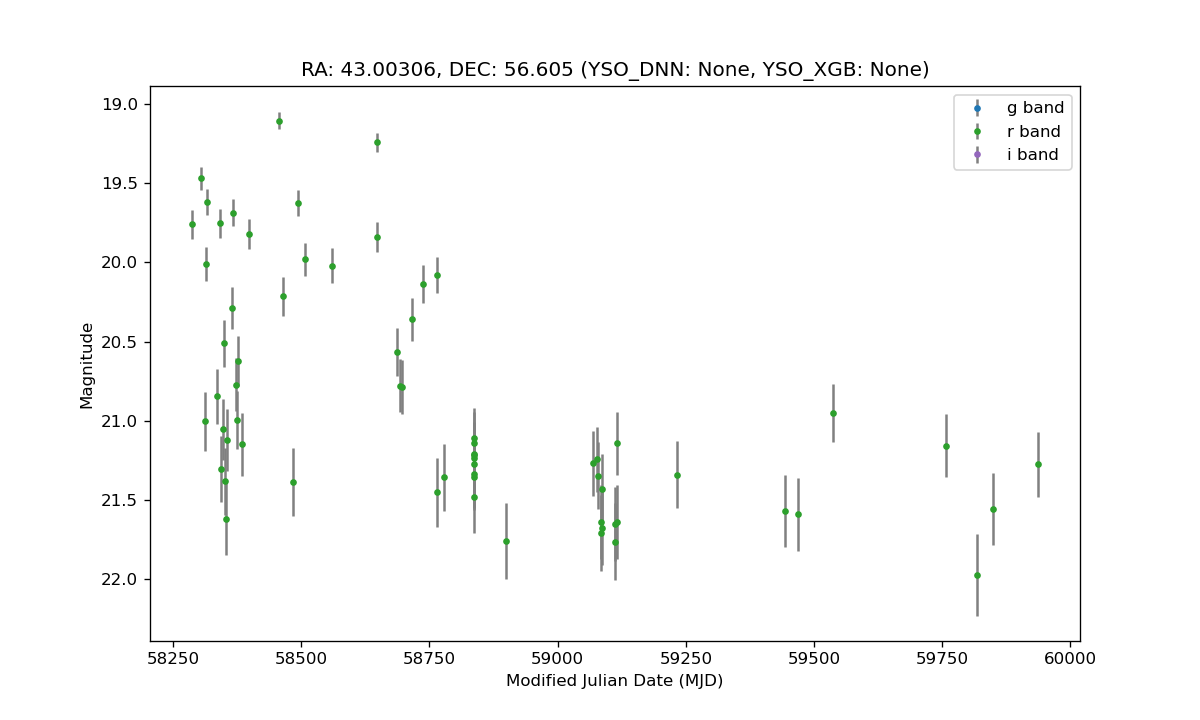 RA: 43.00306, DEC: 56.605 (YSO_DNN: None, YSO_XGB: None)
g band
r band
i band
19.0
19.5
20.0
20.5
21.0
21.5
22.0
Magnitude
58250
58500
58750
59000
59250
59500
59750
60000
Modified Julian Date (MJD)